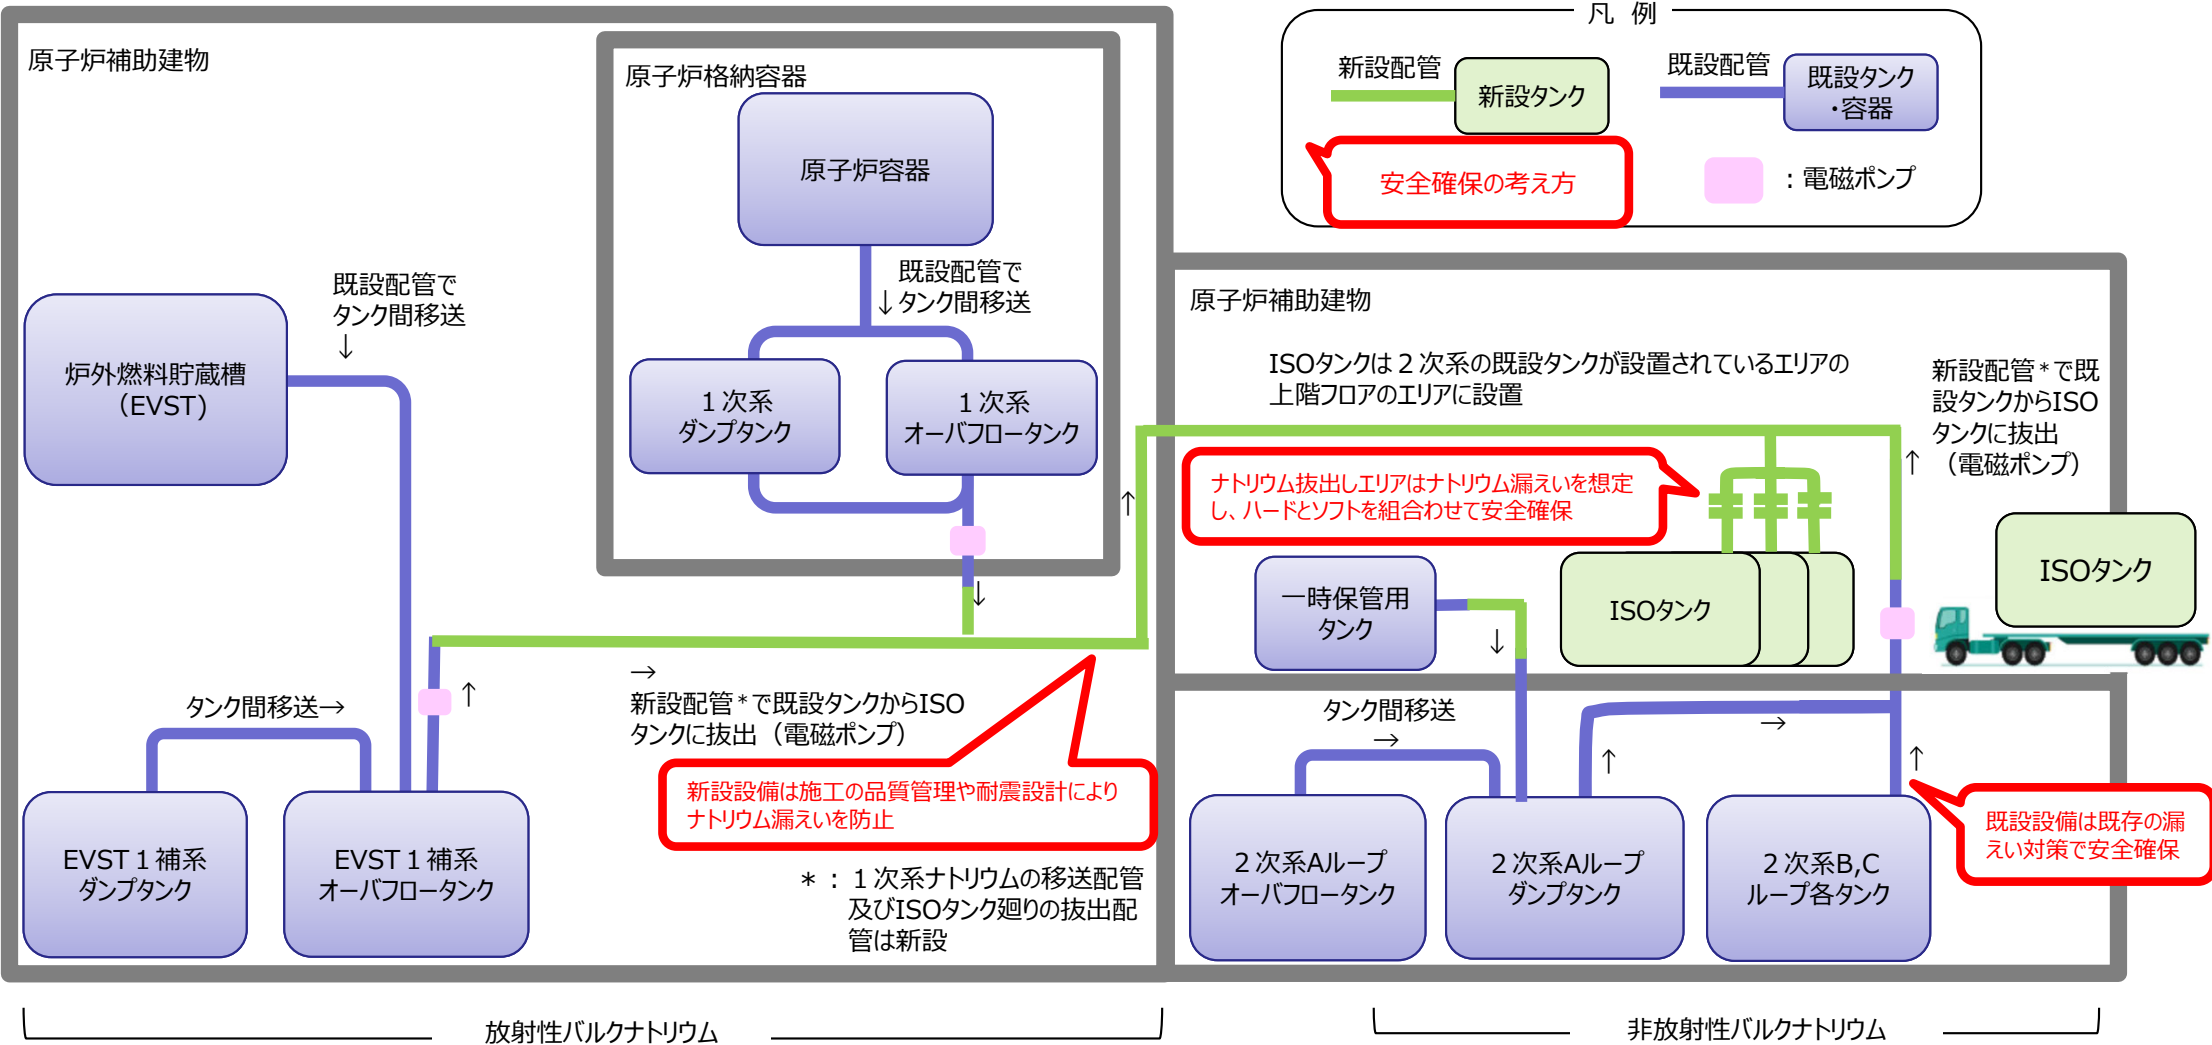 原子炉補助建物
原子炉格納容器
原子炉容器
既設配管で
↓タンク間移送
1次系
ダンプタンク
1次系
オーバフロータンク
↓
既設配管で
タンク間移送
↓
炉外燃料貯蔵槽
(EVST)
タンク間移送→
↑
EVST1補系
ダンプタンク
EVST1補系
オーバフロータンク
→
新設配管*で既設タンクからISO
タンクに抜出（電磁ポンプ）
新設設備は施工の品質管理や耐震設計により
ナトリウム漏えいを防止
*：1次系ナトリウムの移送配管
及びISOタンク廻りの抜出配
管は新設
↑
凡 例
新設配管
新設タンク
既設配管
既設タンク
・容器
安全確保の考え方
：電磁ポンプ
原子炉補助建物
ISOタンクは２次系の既設タンクが設置されているエリアの
上階フロアのエリアに設置
新設配管*で既
設タンクからISO
タンクに抜出
（電磁ポンプ）
↑
ナトリウム抜出しエリアはナトリウム漏えいを想定
し、ハードとソフトを組合わせて安全確保
一時保管用
タンク
↓
ISOタンク
ISOタンク
タンク間移送
→
↑
→
↑
2次系Aループ
オーバフロータンク
2次系Aループ
ダンプタンク
2次系B,C
ループ各タンク
既設設備は既存の漏
えい対策で安全確保
放射性バルクナトリウム
非放射性バルクナトリウム